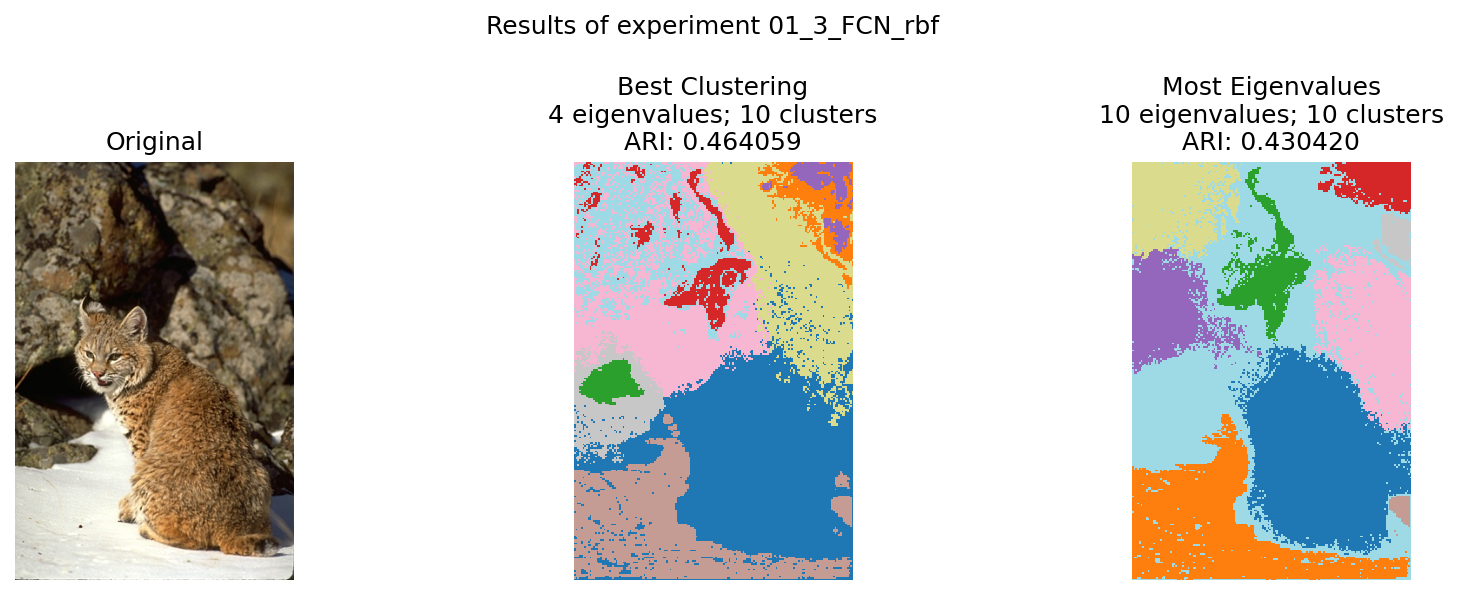 Results of experiment 01_3_FCN_rbf
Original
Best Clustering
4 eigenvalues; 10 clusters
ARI: 0.464059
Most Eigenvalues
10 eigenvalues; 10 clusters
ARI: 0.430420